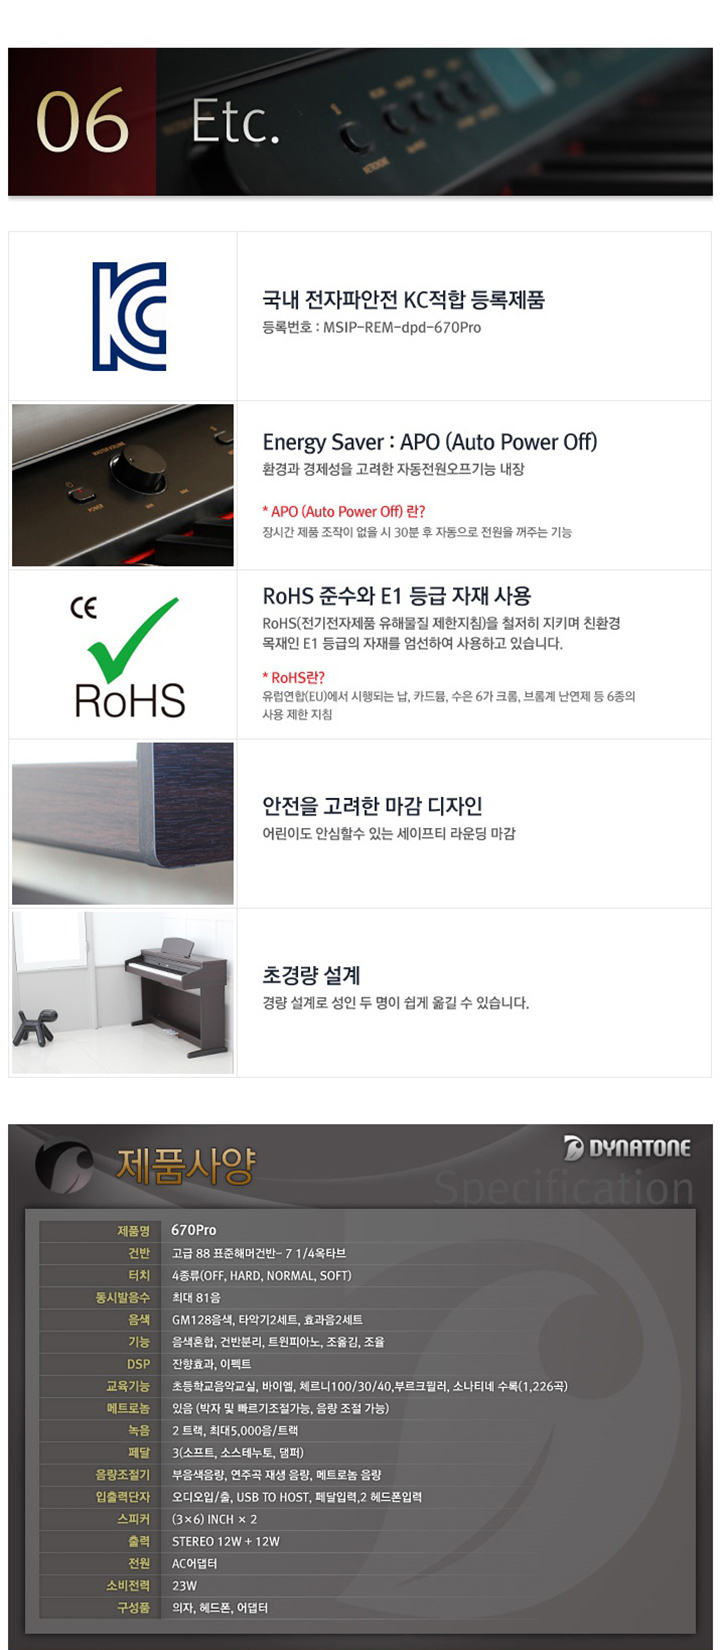 06 Etc.
KC
국내 전자파안전 KC적합 등록제품
등록번호 : MSIP-REM-dpd-670Pro
MASTER VOLUME
POWER
Energy Saver : APO (Auto Power Off)
환경과 경제성을 고려한 자동전원오프기능 내장
* APO (Auto Power Off) 란?
장시간 제품 조작이 없을 시 30분 후 자동으로 전원을 꺼주는 기능
CE
RoHS
RoHS 준수와 E1 등급 자재 사용
RoHS(전기전자제품 유해물질 제한지침)을 철저히 지키며 친환경
목재인 E1 등급의 자재를 엄선하여 사용하고 있습니다.
* RoHS란?
유럽연합(EU)에서 시행되는 납, 카드뮴, 수은 6가 크롬, 브롬계 난연제 등 6종의
사용 제한 지침
안전을 고려한 마감 디자인
어린이도 안심할수 있는 세이프티 라운딩 마감
초경량 설계
경량 설계로 성인 두 명이 쉽게 옮길 수 있습니다.
제품사양
DYNATONE
Specification
제품명 670Pro
건반 고급 88 표준해머건반- 7 1/4옥타브
터치 4종류(OFF, HARD, NORMAL, SOFT)
동시발음수 최대 81음
음색 GM128음색, 타악기2세트, 효과음2세트
기능 음색혼합, 건반분리, 트윈피아노, 조옮김, 조율
DSP 잔향효과, 이펙트
교육기능 초등학교음악교실, 바이엘, 체르니100/30/40,부르크뮐러, 소나티네 수록(1,226곡)
메트로놈 있음 (박자 및 빠르기조절가능, 음량 조절 가능)
녹음 2 트랙, 최대5,000음/트랙
페달 3(소프트, 소스테누토, 댐퍼)
음량조절기 부음색음량, 연주곡 재생 음량, 메트로놈 음량
입출력단자 오디오입/출, USB TO HOST, 페달입력,2 헤드폰입력
스피커 (3×6) INCH × 2
출력 STEREO 12W + 12W
전원 AC어댑터
소비전력 23W
구성품 의자, 헤드폰, 어댑터